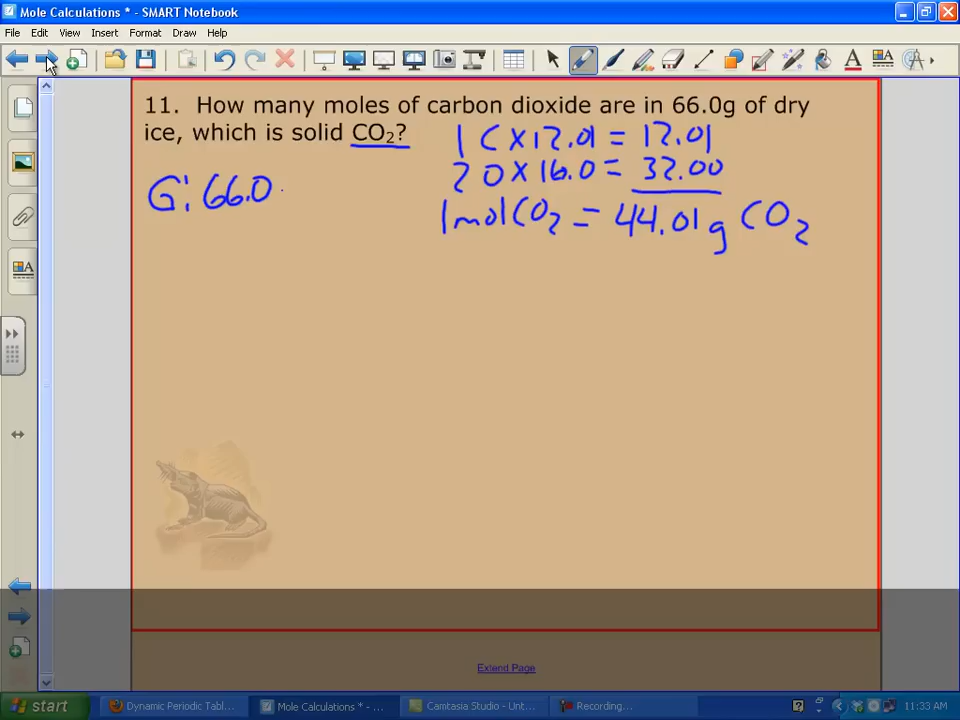 Mole Calculations * - SMART Notebook
File Edit View Insert Format Draw Help
11. How many moles of carbon dioxide are in 66.0g of dry
ice, which is solid CO₂?
1 C x 12.01 = 12.01
2 O x 16.0 = 32.00
G: 66.0
1 mol CO₂ = 44.01g CO₂
Extend Page
start
Dynamic Periodic Tabl...
Mole Calculations * - ...
Camtasia Studio - Unt...
Recording...
11:33 AM